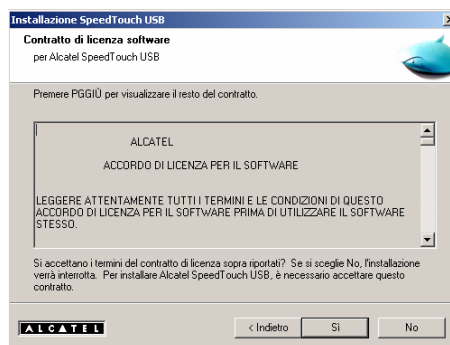 Installazione SpeedTouch USB
Contratto di licenza software
per Alcatel SpeedTouch USB
Premere PGGIÙ per visualizzare il resto del contratto.
ALCATEL
ACCORDO DI LICENZA PER IL SOFTWARE
LEGGERE ATTENTAMENTE TUTTI I TERMINI E LE CONDIZIONI DI QUESTO
ACCORDO DI LICENZA PER IL SOFTWARE PRIMA DI UTILIZZARE IL SOFTWARE
STESSO.
Si accettano i termini del contratto di licenza sopra riportati? Se si sceglie No, l'installazione
verrà interrotta. Per installare Alcatel SpeedTouch USB, è necessario accettare questo
contratto.
ALCATEL
< Indietro
Sì
No